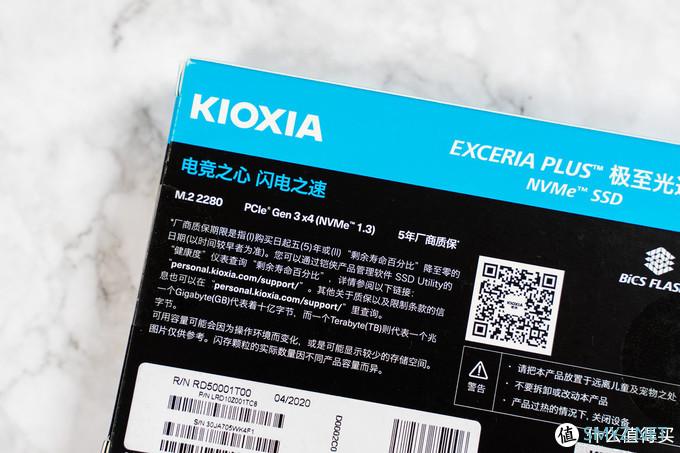 KIOXIA
EXCERIA PLUS™ 极至光
NVMe™ SSD
电竞之心 闪电之速
M.2 2280 PCIe® Gen 3 x4 (NVMe™ 1.3) 5年厂商质保*
*厂商质保期限是指(I)购买日起五(5)年或(II)“剩余寿命百分比”降至零的
日期(以时间较早者为准)。您可以通过铠侠产品管理软件 SSD Utility的
“健康度”仪表查询“剩余寿命百分比”，详情参阅以下链接：
“personal.kioxia.com/support/”。其他关于质保以及限制条款的信
息也可以在“personal.kioxia.com/support/”里查询。
一个Gigabyte(GB)代表着十亿字节，而一个Terabyte(TB)则代表一个兆
字节。
可用容量可能会因为操作环境而变化，或是可能显示较少的存储空间。
图片仅供参考。闪存颗粒的实际数量因不同产品容量而异。
KIOXIA
BiCS FLAS
警告
· 请把本产品放置于远离儿童及宠物之处
· 不要拆卸或改动本产品
· 产品过热的情况下, 关闭设备
R/N RD50001T00 04/2020
P/N LRD10Z001TC8
S/N 30JA705WK4F1
D0002C0
值 什么值得买